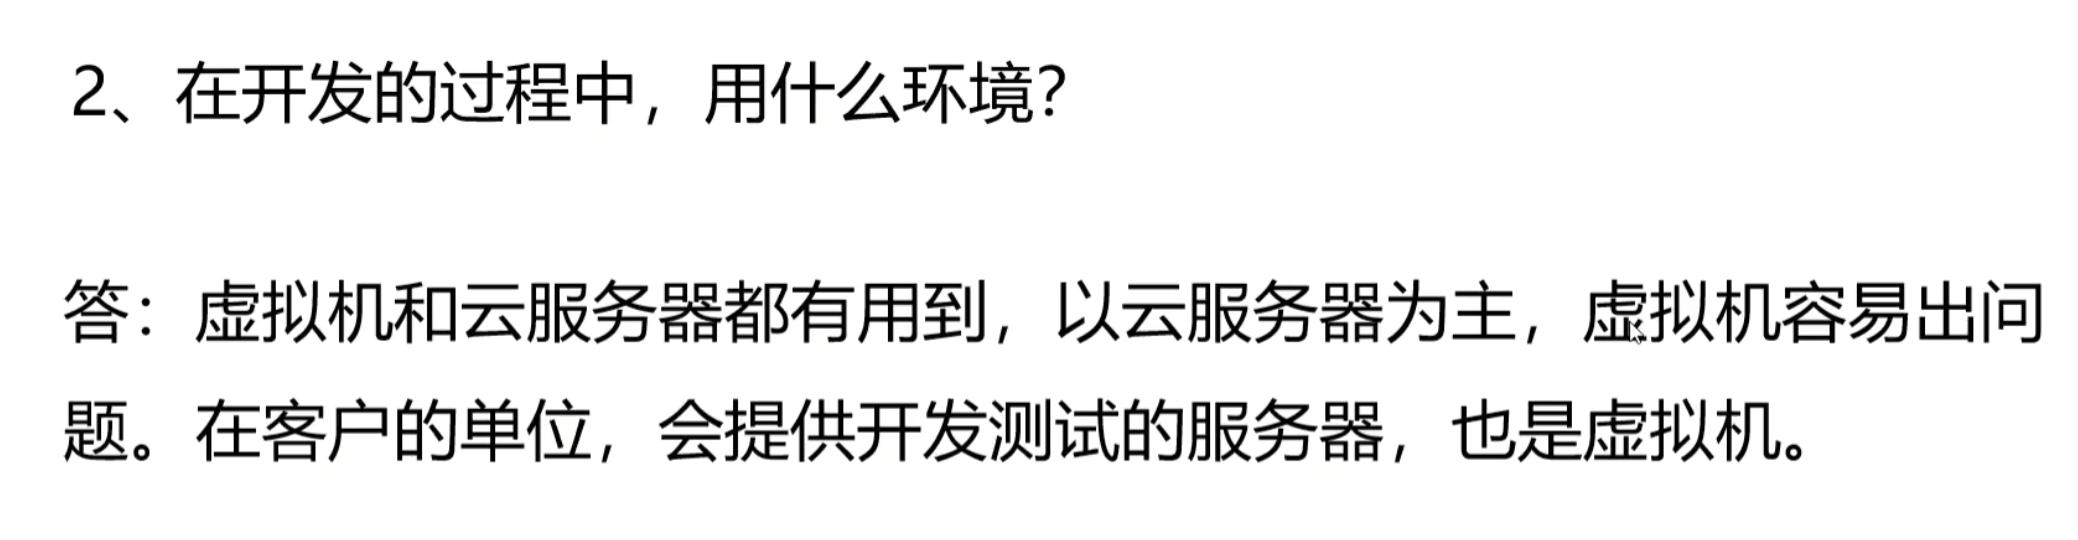 2、在开发的过程中，用什么环境？
答：虚拟机和云服务器都有用到，以云服务器为主，虚拟机容易出问
题。在客户的单位，会提供开发测试的服务器，也是虚拟机。